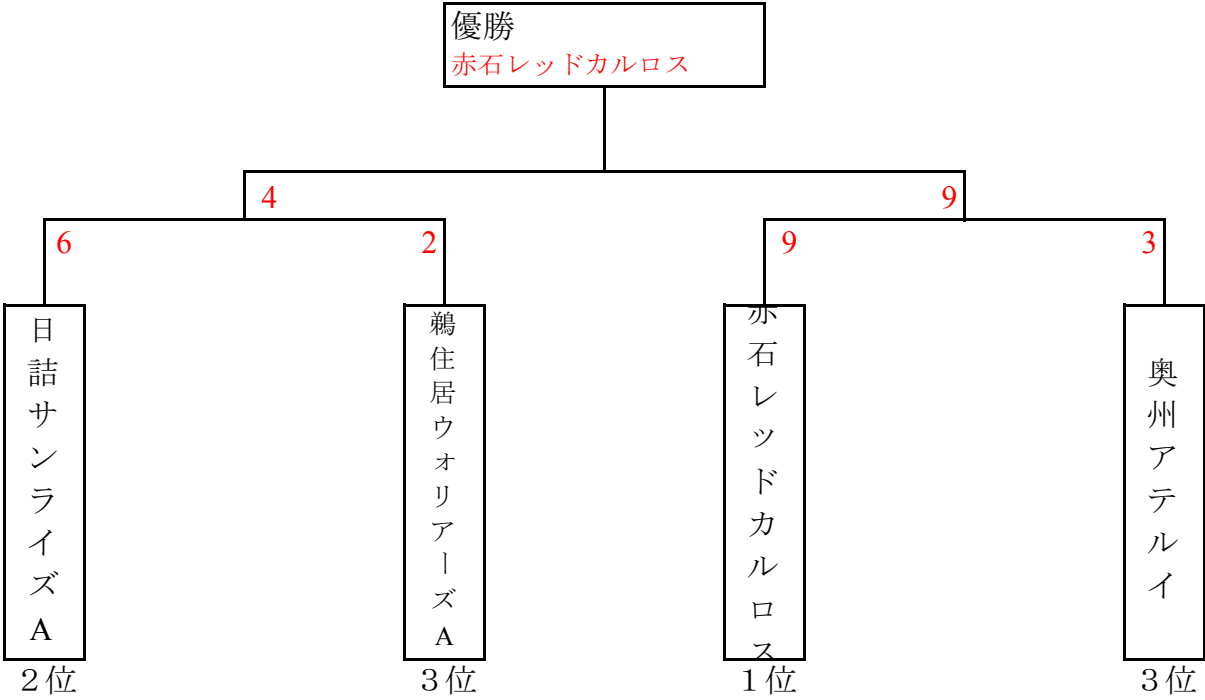 優勝
赤石レッドカルロス
4
9
6
2
9
3
日詰サンライズA
鵜住居ウォリアーズA
赤石レッドカルロス
奥州アテルイ
２位
３位
１位
３位